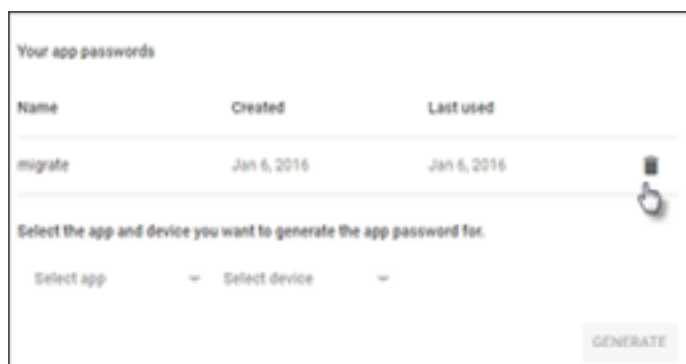 Your app passwords
Name Created Last used
migrate Jan 6, 2016 Jan 6, 2016
Select the app and device you want to generate the app password for.
Select app Select device
GENERATE